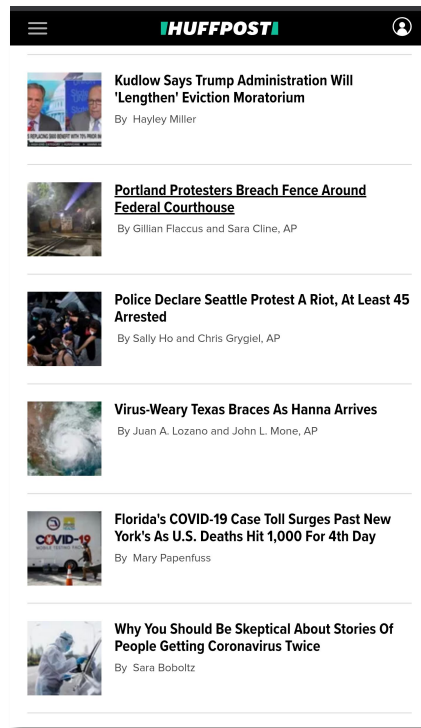 HUFFPOST
Kudlow Says Trump Administration Will
'Lengthen' Eviction Moratorium
By Hayley Miller
Portland Protesters Breach Fence Around
Federal Courthouse
By Gillian Flaccus and Sara Cline, AP
Police Declare Seattle Protest A Riot, At Least 45
Arrested
By Sally Ho and Chris Grygiel, AP
Virus-Weary Texas Braces As Hanna Arrives
By Juan A. Lozano and John L. Mone, AP
Florida's COVID-19 Case Toll Surges Past New
York's As U.S. Deaths Hit 1,000 For 4th Day
COVID-19
MOBILE TESTING
By Mary Papenfuss
Why You Should Be Skeptical About Stories Of
People Getting Coronavirus Twice
By Sara Boboltz